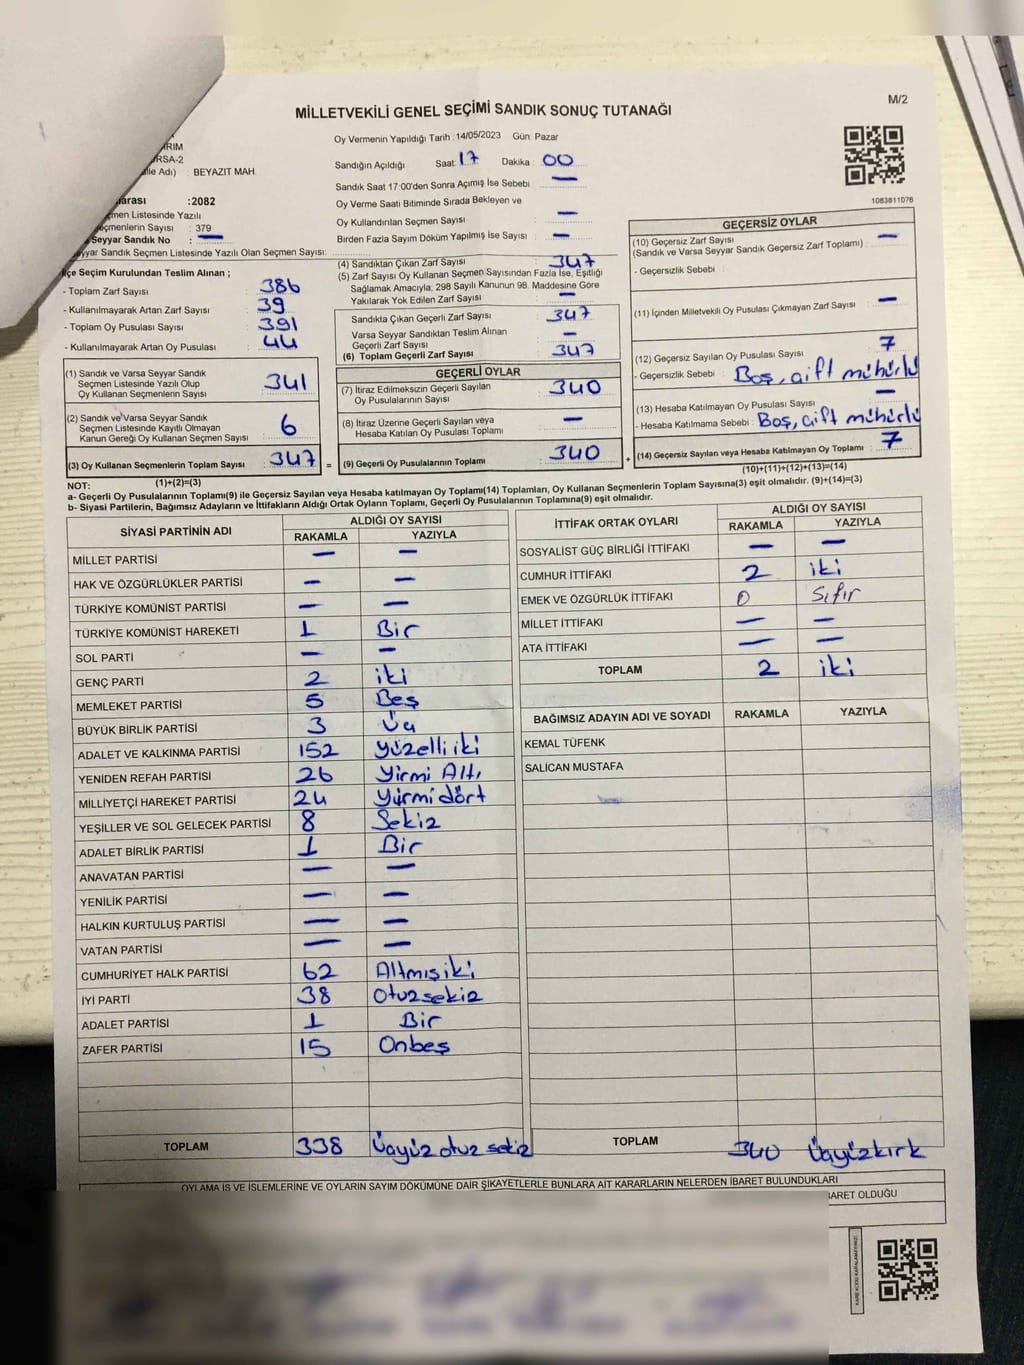 MİLLETVEKİLİ GENEL SEÇİMİ SANDIK SONUÇ TUTANAĞI
M/2
Oy Vermenin Yapıldığı Tarih : 14/05/2023 Gün: Pazar
RIM
RSA-2
BEYAZIT MAH.
:2082
Seçmen Listesinde Yazılı
Seçmenlerin Sayısı : 379
Seyyar Sandık No : —
Seyyar Sandık Seçmen Listesinde Yazılı Olan Seçmen Sayısı:
Sandığın Açıldığı Saat: 17 Dakika : 00
Sandık Saat 17:00'den Sonra Açımış İse Sebebi : —
Oy Verme Saati Bitiminde Sırada Bekleyen ve
Oy Kullandırılan Seçmen Sayısı : —
Birden Fazla Sayım Döküm Yapılmış İse Sayısı : —
İlçe Seçim Kurulundan Teslim Alınan ;
- Toplam Zarf Sayısı : 386
- Kullanılmayarak Artan Zarf Sayısı : 39
- Toplam Oy Pusulası Sayısı : 391
- Kullanılmayarak Artan Oy Pusulası : 44
(4) Sandıktan Çıkan Zarf Sayısı : 347
(5) Zarf Sayısı Oy Kullanan Seçmen Sayısından Fazla İse, Eşitliği
Sağlamak Amacıyla, 298 Sayılı Kanunun 98. Maddesine Göre
Yakılarak Yok Edilen Zarf Sayısı : —
Sandıkta Çıkan Geçerli Zarf Sayısı : 347
Varsa Seyyar Sandıktan Teslim Alınan
Geçerli Zarf Sayısı : —
(6) Toplam Geçerli Zarf Sayısı : 347
(1) Sandık ve Varsa Seyyar Sandık
Seçmen Listesinde Yazılı Olup
Oy Kullanan Seçmenlerin Sayısı : 341
(2) Sandık ve Varsa Seyyar Sandık
Seçmen Listesinde Kayıtlı Olmayan
Kanun Gereği Oy Kullanan Seçmen Sayısı : 6
(3) Oy Kullanan Seçmenlerin Toplam Sayısı : 347
(1)+(2)=(3)
=
GEÇERLİ OYLAR
(7) İtiraz Edilmeksizin Geçerli Sayılan
Oy Pusulalarının Sayısı : 340
(8) İtiraz Üzerine Geçerli Sayılan veya
Hesaba Katılan Oy Pusulası Toplamı : —
(9) Geçerli Oy Pusulalarının Toplamı : 340
+
1083811076
GEÇERSİZ OYLAR
(10) Geçersiz Zarf Sayısı : —
(Sandık ve Varsa Seyyar Sandık Geçersiz Zarf Toplamı)
- Geçersizlik Sebebi :
(11) İçinden Milletvekili Oy Pusulası Çıkmayan Zarf Sayısı : —
(12) Geçersiz Sayılan Oy Pusulası Sayısı : 7
- Geçersizlik Sebebi : Boş, çift mühürlü
(13) Hesaba Katılmayan Oy Pusulası Sayısı : —
- Hesaba Katılmama Sebebi : Boş, çift mühürlü
(14) Geçersiz Sayılan veya Hesaba Katılmayan Oy Toplamı : 7
(10)+(11)+(12)+(13)=(14)
NOT:
a- Geçerli Oy Pusulalarının Toplamı(9) ile Geçersiz Sayılan veya Hesaba katılmayan Oy Toplamı(14) Toplamları, Oy Kullanan Seçmenlerin Toplam Sayısına(3) eşit olmalıdır. (9)+(14)=(3)
b- Siyasi Partilerin, Bağımsız Adayların ve İttifakların Aldığı Ortak Oyların Toplamı, Geçerli Oy Pusulalarının Toplamına(9) eşit olmalıdır.
SİYASİ PARTİNİN ADI
ALDIĞI OY SAYISI
RAKAMLA YAZIYLA
MİLLET PARTİSİ — —
HAK VE ÖZGÜRLÜKLER PARTİSİ — —
TÜRKİYE KOMÜNİST PARTİSİ — —
TÜRKİYE KOMÜNİST HAREKETİ 1 Bir
SOL PARTİ — —
GENÇ PARTİ 2 iki
MEMLEKET PARTİSİ 5 Beş
BÜYÜK BİRLİK PARTİSİ 3 Üç
ADALET VE KALKINMA PARTİSİ 152 yüzelli iki
YENİDEN REFAH PARTİSİ 26 Yirmi Altı
MİLLİYETÇİ HAREKET PARTİSİ 24 Yirmi dört
YEŞİLLER VE SOL GELECEK PARTİSİ 8 Sekiz
ADALET BİRLİK PARTİSİ 1 Bir
ANAVATAN PARTİSİ — —
YENİLİK PARTİSİ — —
HALKIN KURTULUŞ PARTİSİ — —
VATAN PARTİSİ — —
CUMHURİYET HALK PARTİSİ 62 Altmış iki
İYİ PARTİ 38 Otuzsekiz
ADALET PARTİSİ 1 Bir
ZAFER PARTİSİ 15 Onbeş
TOPLAM 338 Üçyüz otuz sekiz
İTTİFAK ORTAK OYLARI
ALDIĞI OY SAYISI
RAKAMLA YAZIYLA
SOSYALİST GÜÇ BİRLİĞİ İTTİFAKI — —
CUMHUR İTTİFAKI 2 iki
EMEK VE ÖZGÜRLÜK İTTİFAKI 0 Sıfır
MİLLET İTTİFAKI — —
ATA İTTİFAKI — —
TOPLAM 2 iki
BAĞIMSIZ ADAYIN ADI VE SOYADI RAKAMLA YAZIYLA
KEMAL TÜFENK
SALİCAN MUSTAFA
TOPLAM 340 Üçyüzkırk
OYLAMA İŞ VE İŞLEMLERİNE VE OYLARIN SAYIM DÖKÜMÜNE DAİR ŞİKAYETLERLE BUNLARA AİT KARARLARIN NELERDEN İBARET BULUNDUKLARI
BARET OLDUĞU